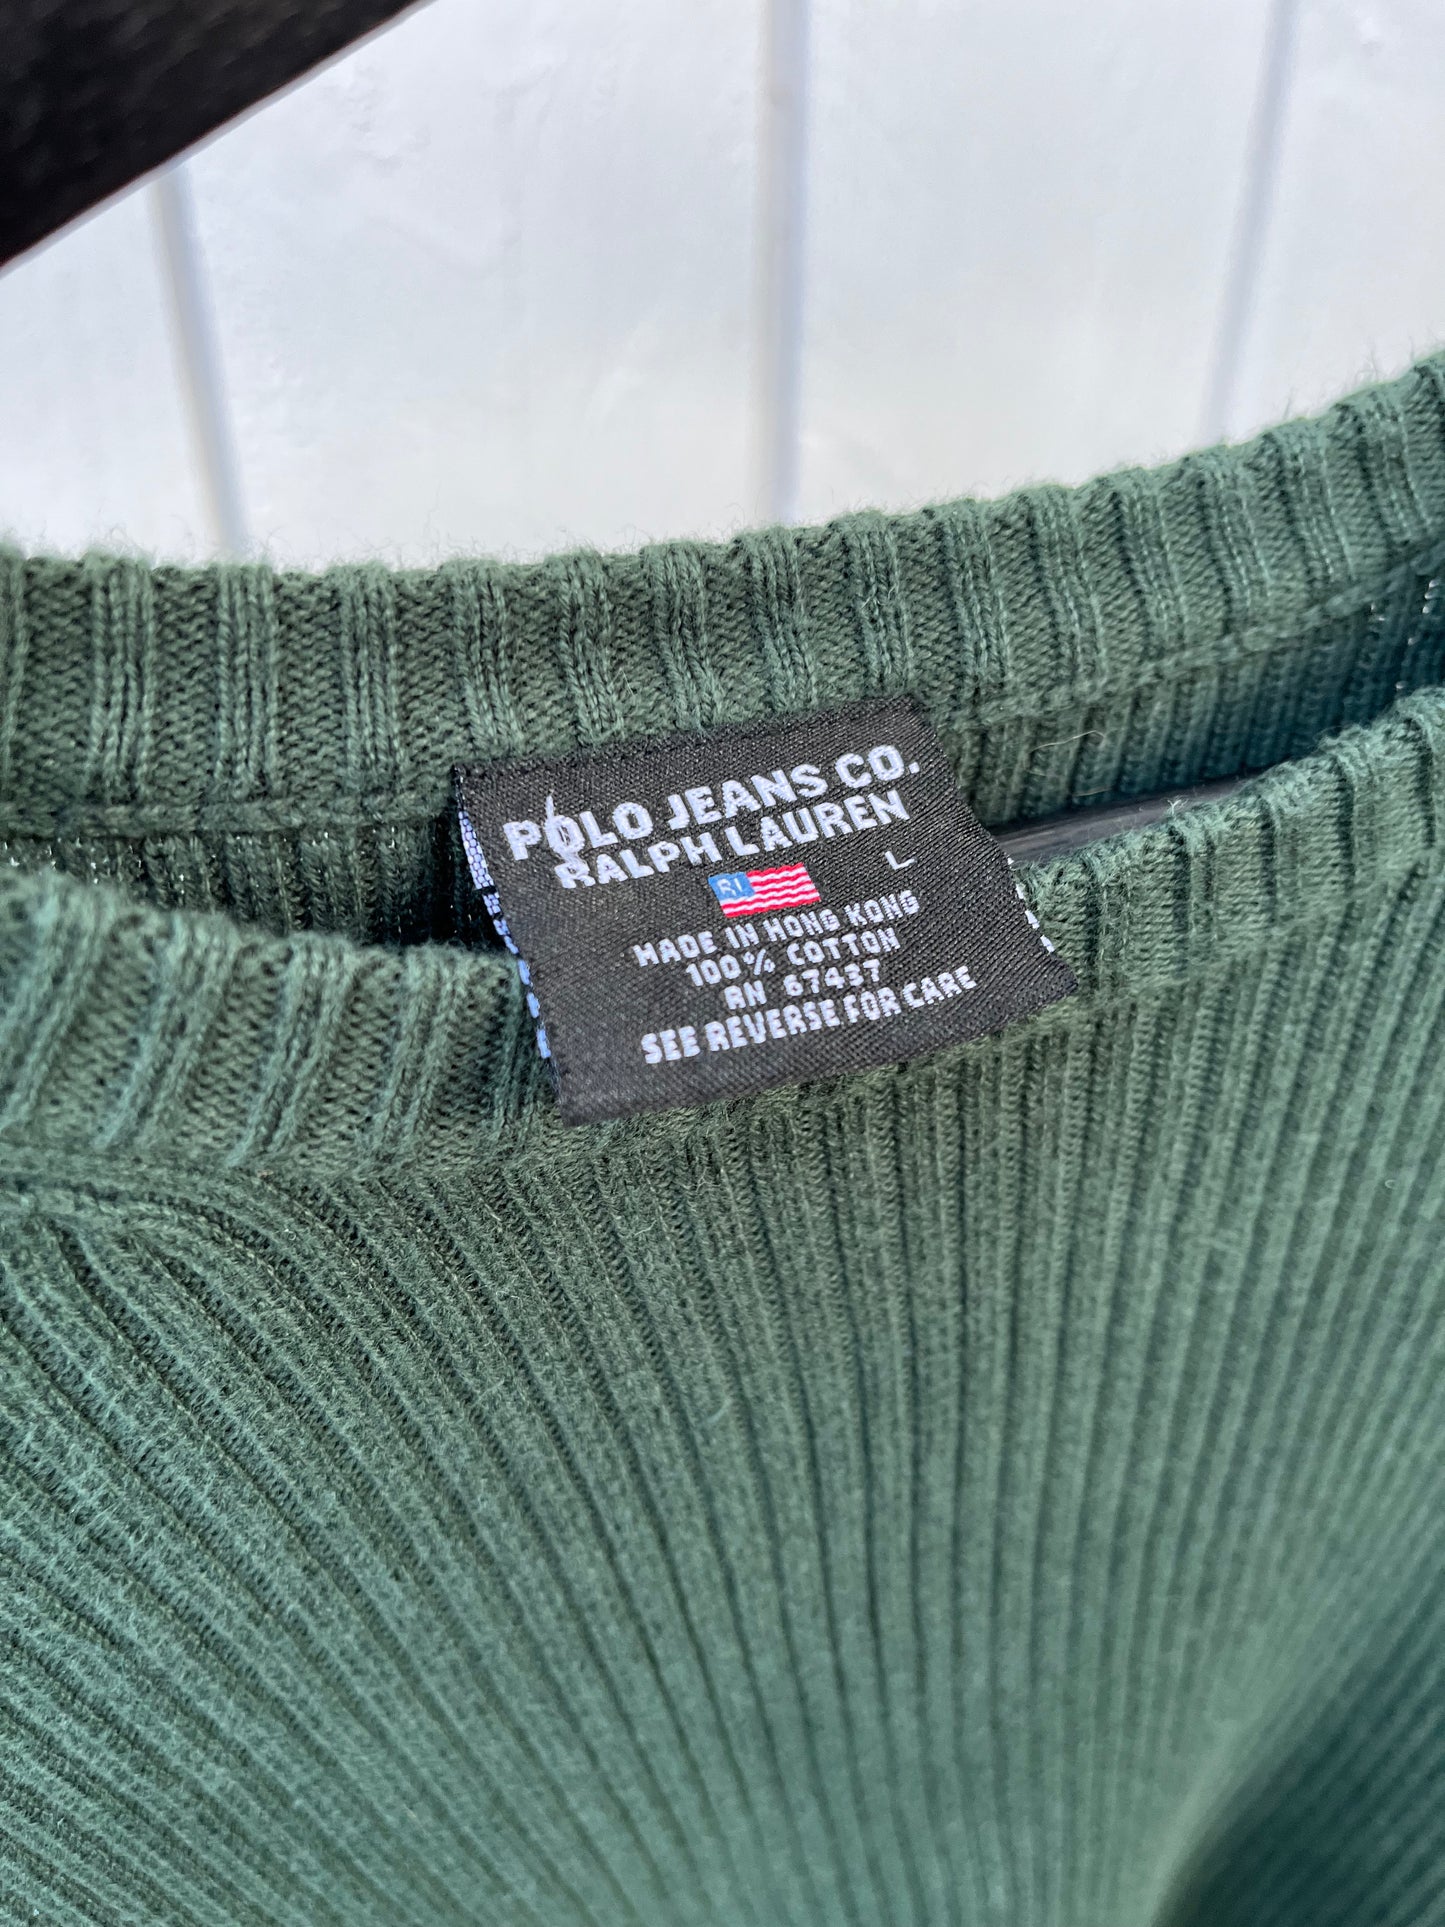 POLO JEANS CO.
RALPH LAUREN
L
RL
MADE IN HONG KONG
100% COTTON
RN 67437
SEE REVERSE FOR CARE